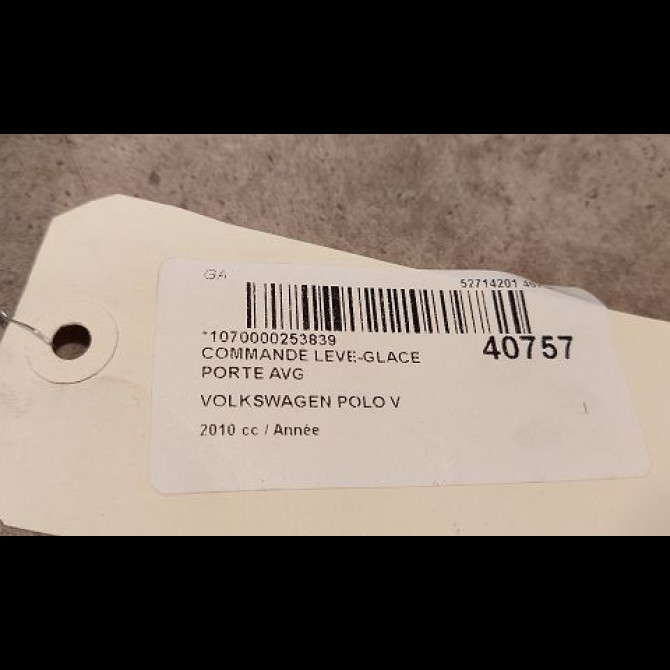 GA
52714201
*1070000253839
40757
COMMANDE LEVE-GLACE
PORTE AVG
VOLKSWAGEN POLO V
2010 cc / Année